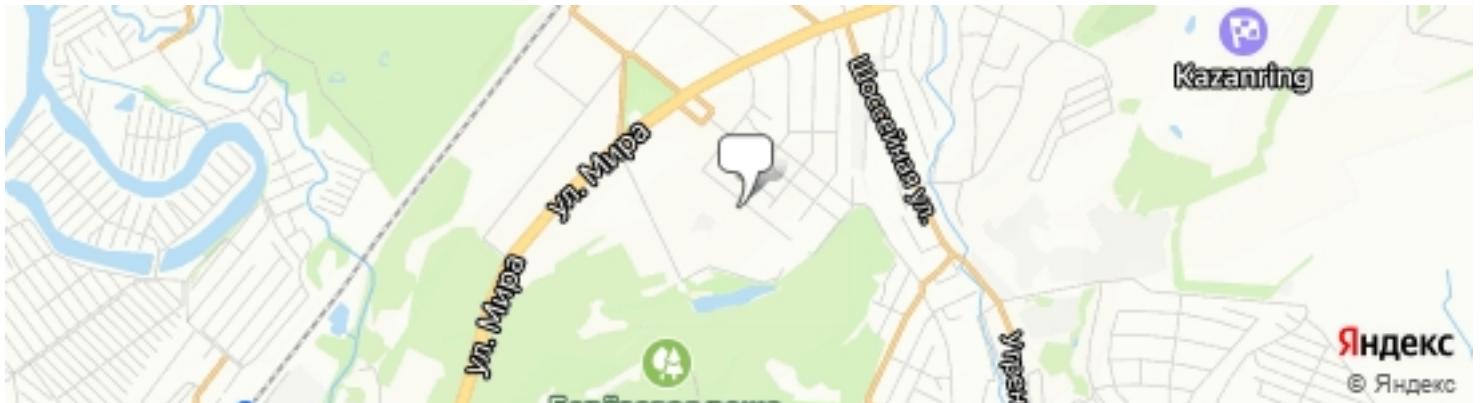 Kazanring
Шоссейная ул.
ул. Мира
ул. Мира
Яндекс
© Яндекс